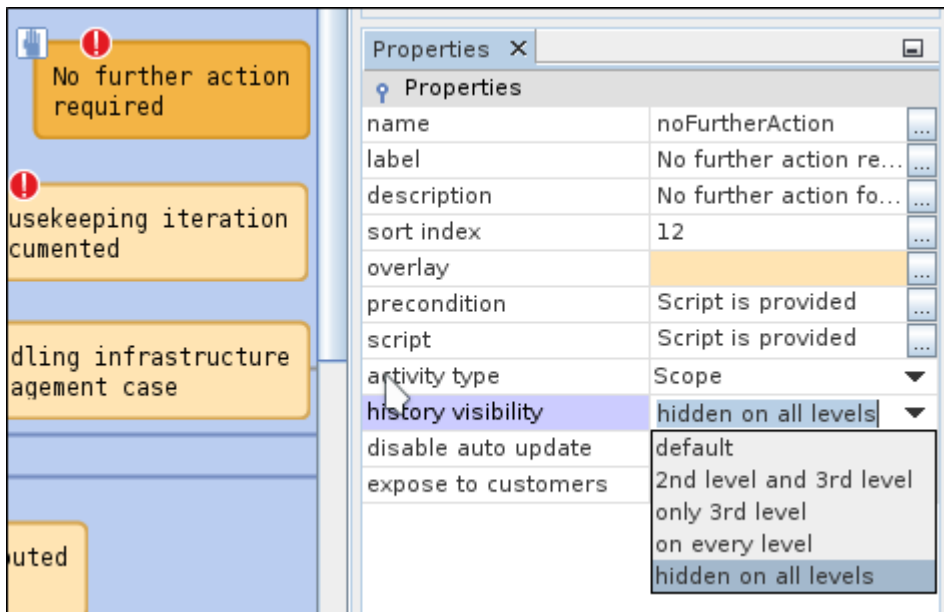 No further action
required
usekeeping iteration
cumented
dling infrastructure
agement case
outed
Properties X
Properties
name noFurtherAction ...
label No further action re... ...
description No further action fo... ...
sort index 12 ...
overlay ...
precondition Script is provided ...
script Script is provided ...
activity type Scope
history visibility hidden on all levels
disable auto update
expose to customers
default
2nd level and 3rd level
only 3rd level
on every level
hidden on all levels